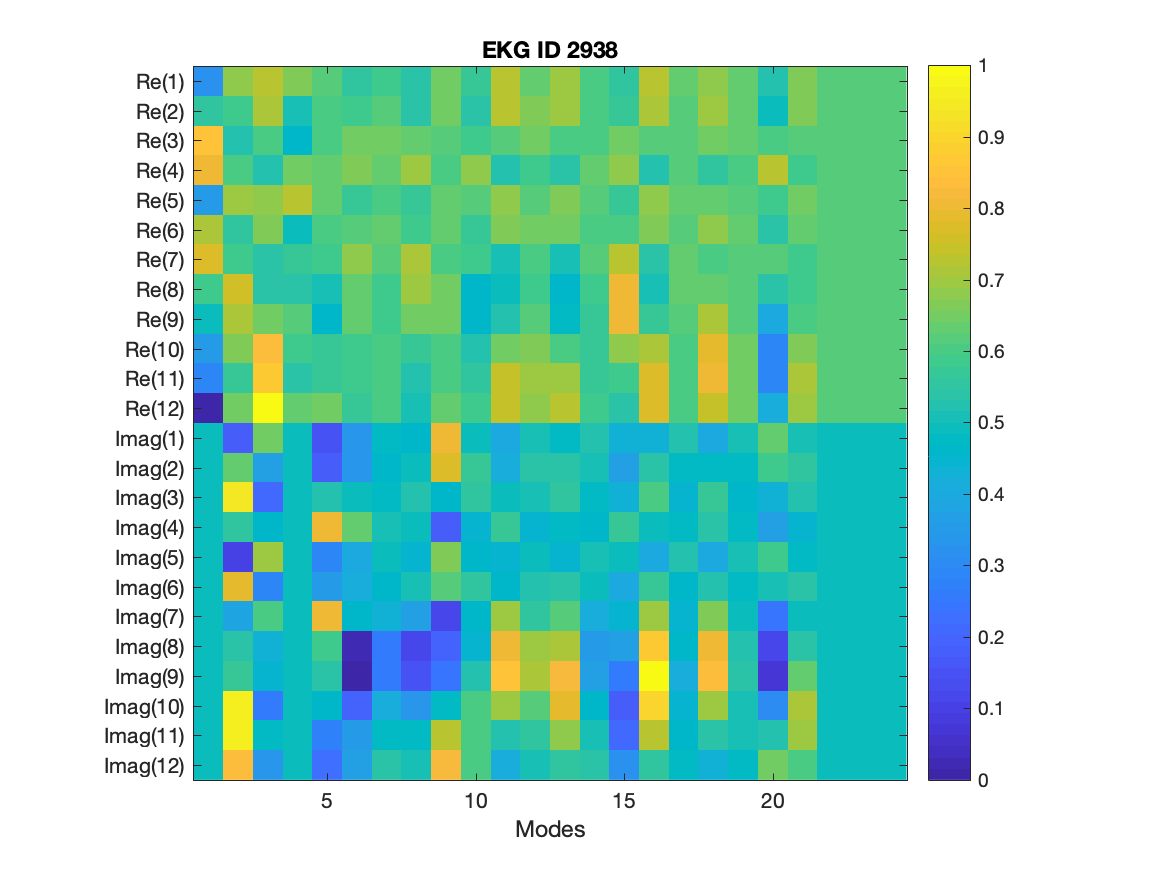 EKG ID 2938
Re(1)
Re(2)
Re(3)
Re(4)
Re(5)
Re(6)
Re(7)
Re(8)
Re(9)
Re(10)
Re(11)
Re(12)
Imag(1)
Imag(2)
Imag(3)
Imag(4)
Imag(5)
Imag(6)
Imag(7)
Imag(8)
Imag(9)
Imag(10)
Imag(11)
Imag(12)
5 10 15 20
Modes
1
0.9
0.8
0.7
0.6
0.5
0.4
0.3
0.2
0.1
0